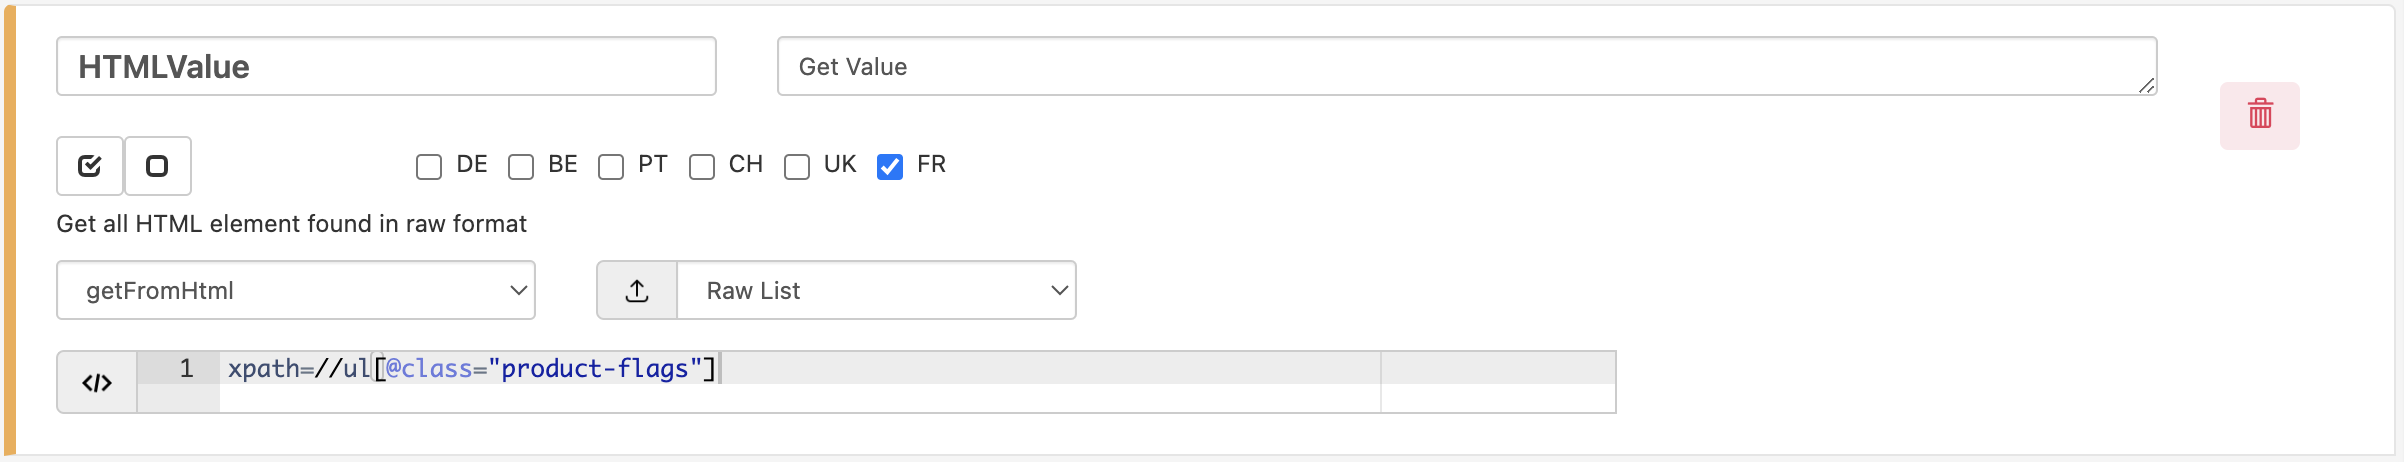 HTMLValue
Get Value
DE BE PT CH UK FR
Get all HTML element found in raw format
getFromHtml
Raw List
</>
1 xpath=//ul[@class="product-flags"]